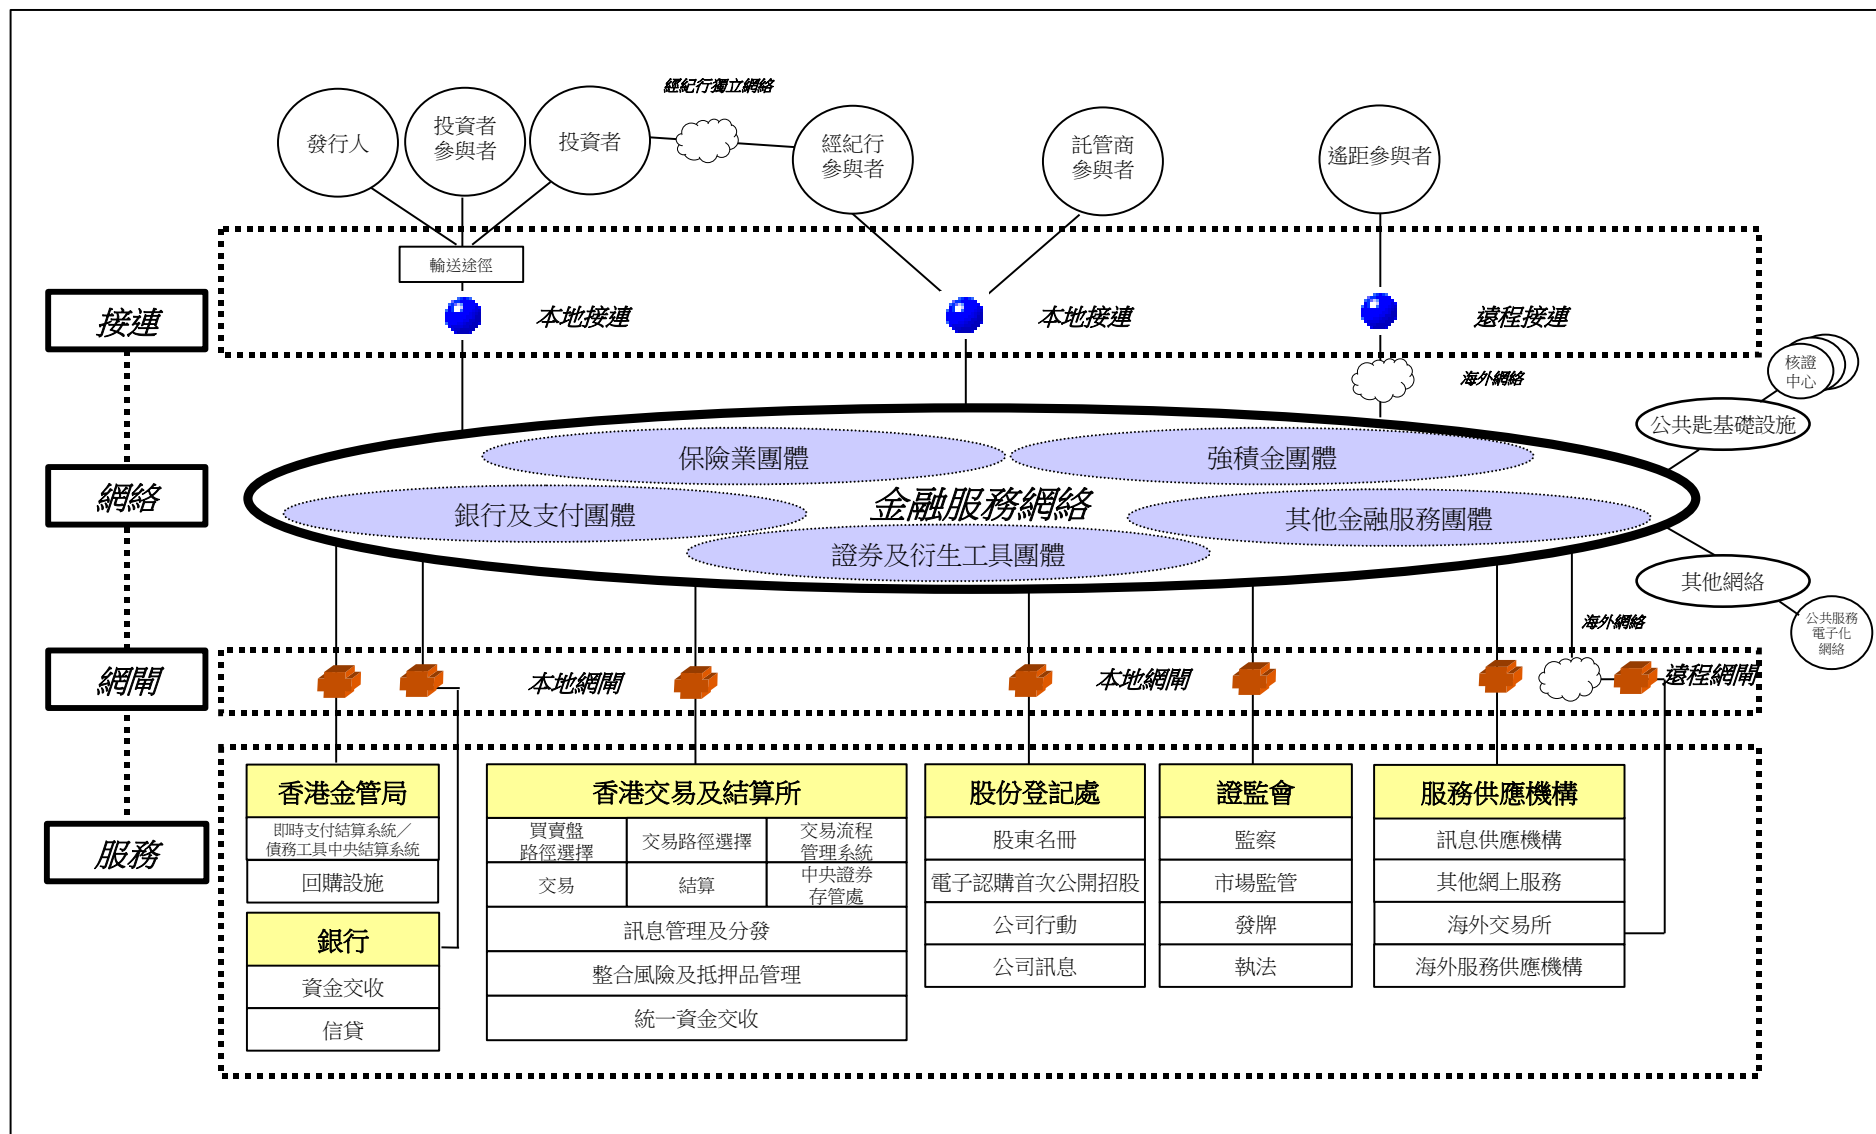 經紀行獨立網絡
發行人
投資者
參與者
投資者
經紀行
參與者
託管商
參與者
遙距參與者
輸送途徑
接連
本地接連
本地接連
遠程接連
海外網絡
核證
中心
公共匙基礎設施
網絡
保險業團體
強積金團體
金融服務網絡
銀行及支付團體
其他金融服務團體
證券及衍生工具團體
其他網絡
公共服務
電子化
網絡
海外網絡
網閘
本地網閘
本地網閘
遠程網閘
服務
香港金管局
即時支付結算系統／
債務工具中央結算系統
回購設施
銀行
資金交收
信貸
香港交易及結算所
買賣盤
路徑選擇
交易路徑選擇
交易流程
管理系統
交易
結算
中央證券
存管處
訊息管理及分發
整合風險及抵押品管理
統一資金交收
股份登記處
股東名冊
電子認購首次公開招股
公司行動
公司訊息
證監會
監察
市場監管
發牌
執法
服務供應機構
訊息供應機構
其他網上服務
海外交易所
海外服務供應機構